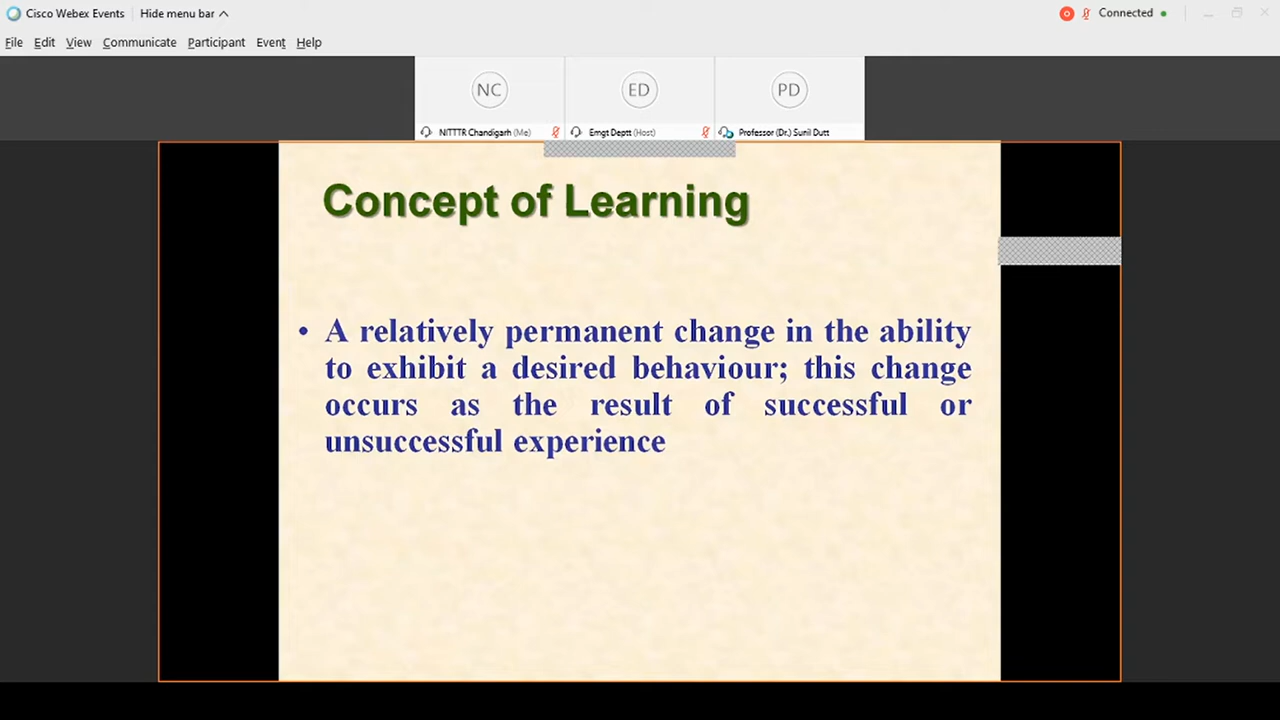 Cisco Webex Events Hide menu bar Connected
File Edit View Communicate Participant Event Help
NC ED PD
NITTTR Chandigarh (Me) Emgt Deptt (Host) Professor (Dr.) Sunil Dutt
Concept of Learning
• A relatively permanent change in the ability
to exhibit a desired behaviour; this change
occurs as the result of successful or
unsuccessful experience